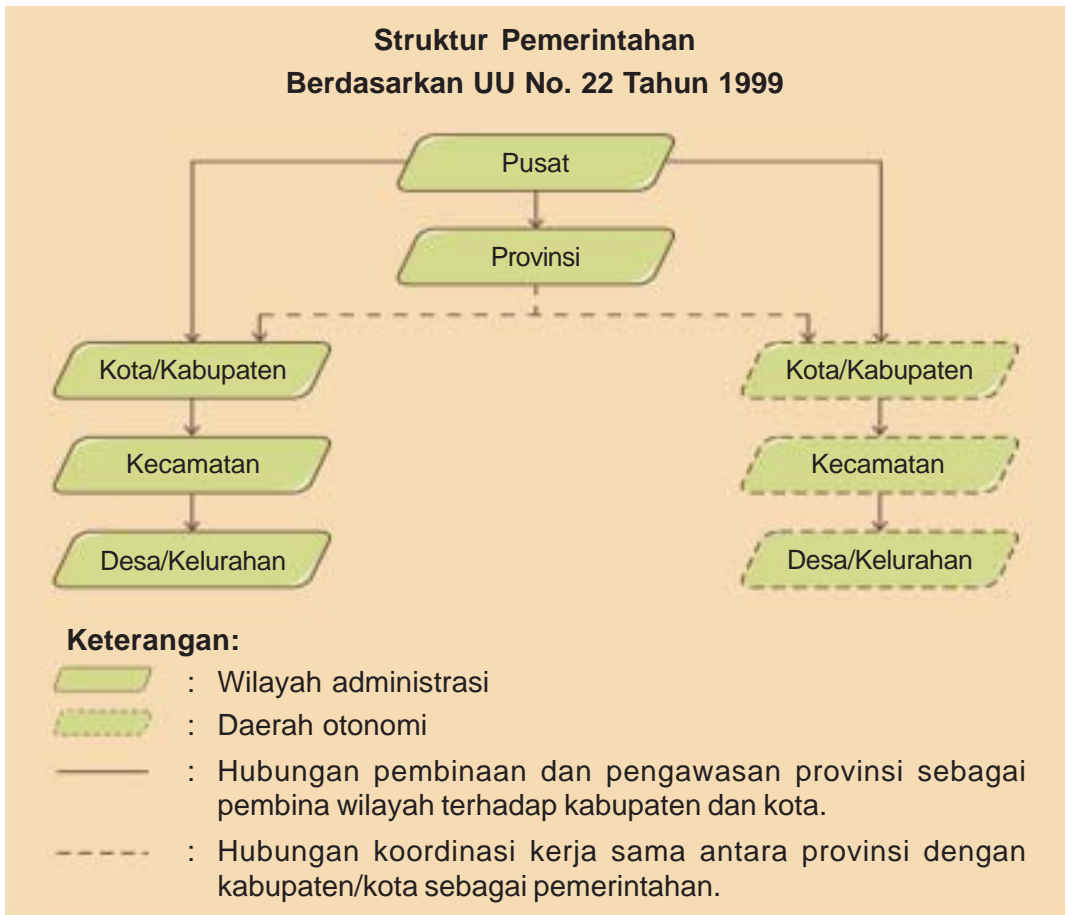 Struktur Pemerintahan
Berdasarkan UU No. 22 Tahun 1999
Pusat
Provinsi
Kota/Kabupaten
Kecamatan
Desa/Kelurahan
Kota/Kabupaten
Kecamatan
Desa/Kelurahan
Keterangan:
: Wilayah administrasi
: Daerah otonomi
: Hubungan pembinaan dan pengawasan provinsi sebagai
pembina wilayah terhadap kabupaten dan kota.
: Hubungan koordinasi kerja sama antara provinsi dengan
kabupaten/kota sebagai pemerintahan.